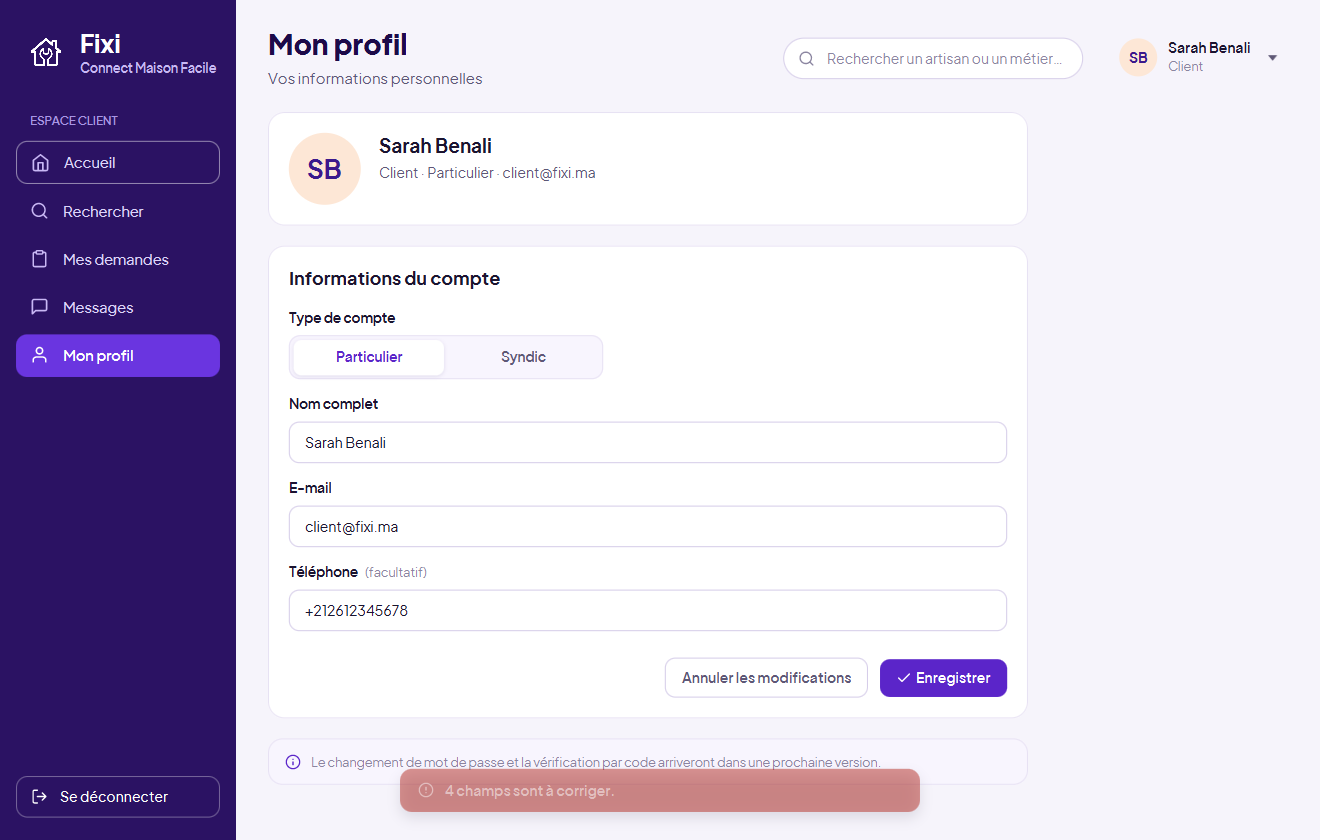 Fixi
Connect Maison Facile
ESPACE CLIENT
Accueil
Rechercher
Mes demandes
Messages
Mon profil
Se déconnecter
Mon profil
Vos informations personnelles
Rechercher un artisan ou un métier...
SB
Sarah Benali
Client
SB
Sarah Benali
Client · Particulier · client@fixi.ma
Informations du compte
Type de compte
Particulier
Syndic
Nom complet
Sarah Benali
E-mail
client@fixi.ma
Téléphone (facultatif)
+212612345678
Annuler les modifications
Enregistrer
Le changement de mot de passe et la vérification par code arriveront dans une prochaine version.
4 champs sont à corriger.